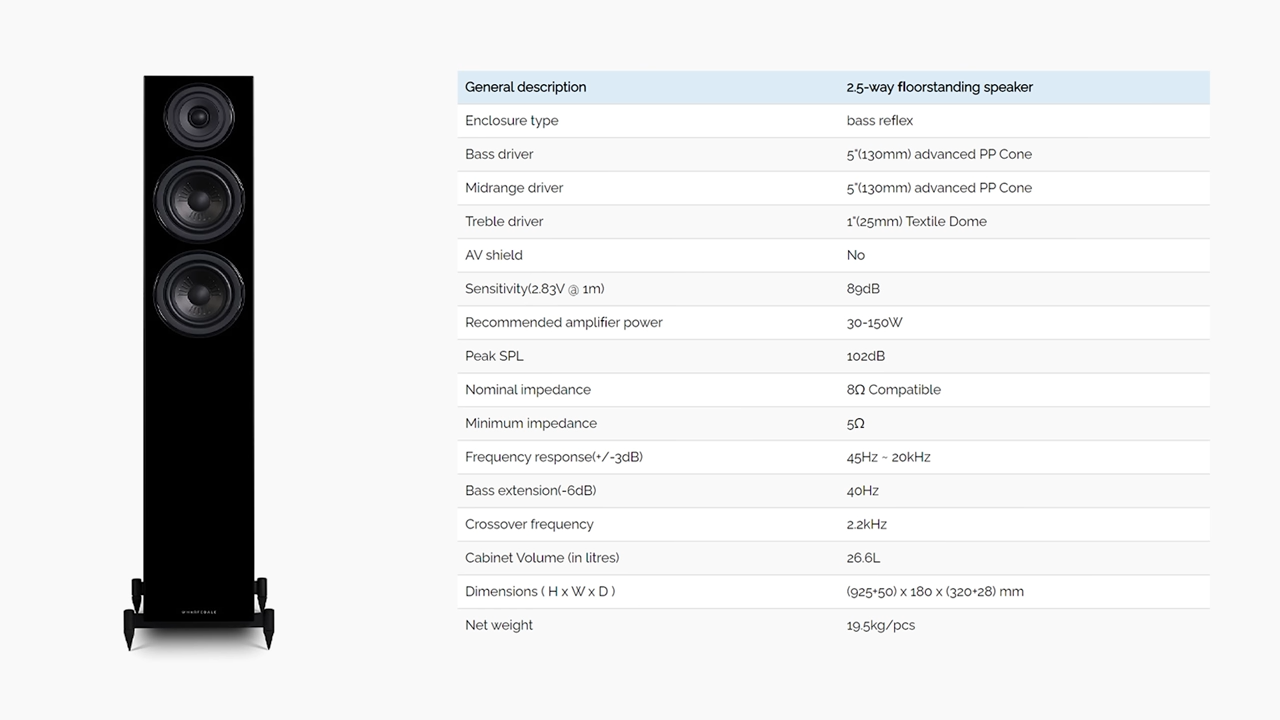 General description 2.5-way floorstanding speaker
Enclosure type bass reflex
Bass driver 5"(130mm) advanced PP Cone
Midrange driver 5"(130mm) advanced PP Cone
Treble driver 1"(25mm) Textile Dome
AV shield No
Sensitivity(2.83V @ 1m) 89dB
Recommended amplifier power 30-150W
Peak SPL 102dB
Nominal impedance 8Ω Compatible
Minimum impedance 5Ω
Frequency response(+/-3dB) 45Hz ~ 20kHz
Bass extension(-6dB) 40Hz
Crossover frequency 2.2kHz
Cabinet Volume (in litres) 26.6L
Dimensions ( H x W x D ) (925+50) x 180 x (320+28) mm
Net weight 19.5kg/pcs
WHARFEDALE